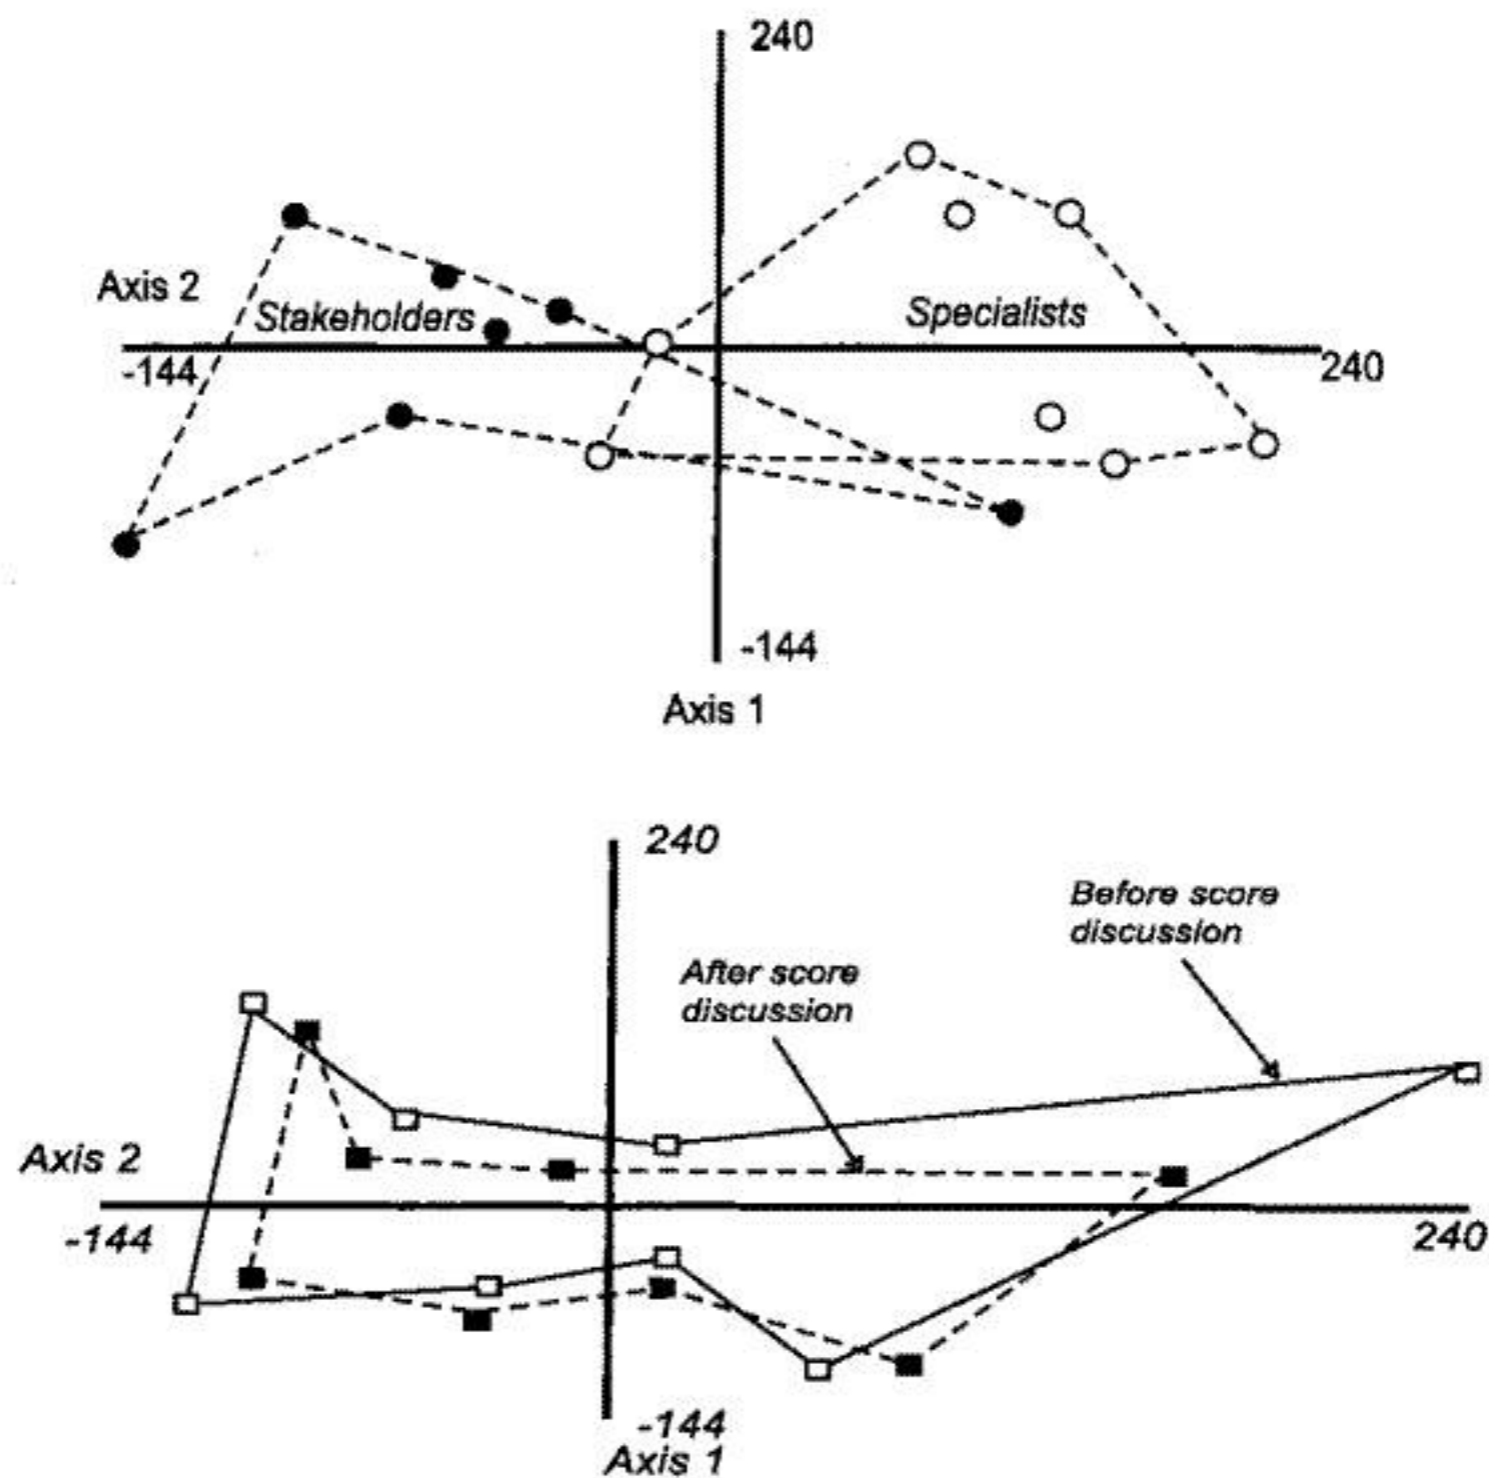 240
Axis 2
Stakeholders
Specialists
-144
240
-144
Axis 1
240
Before score
discussion
After score
discussion
Axis 2
-144
240
-144
Axis 1